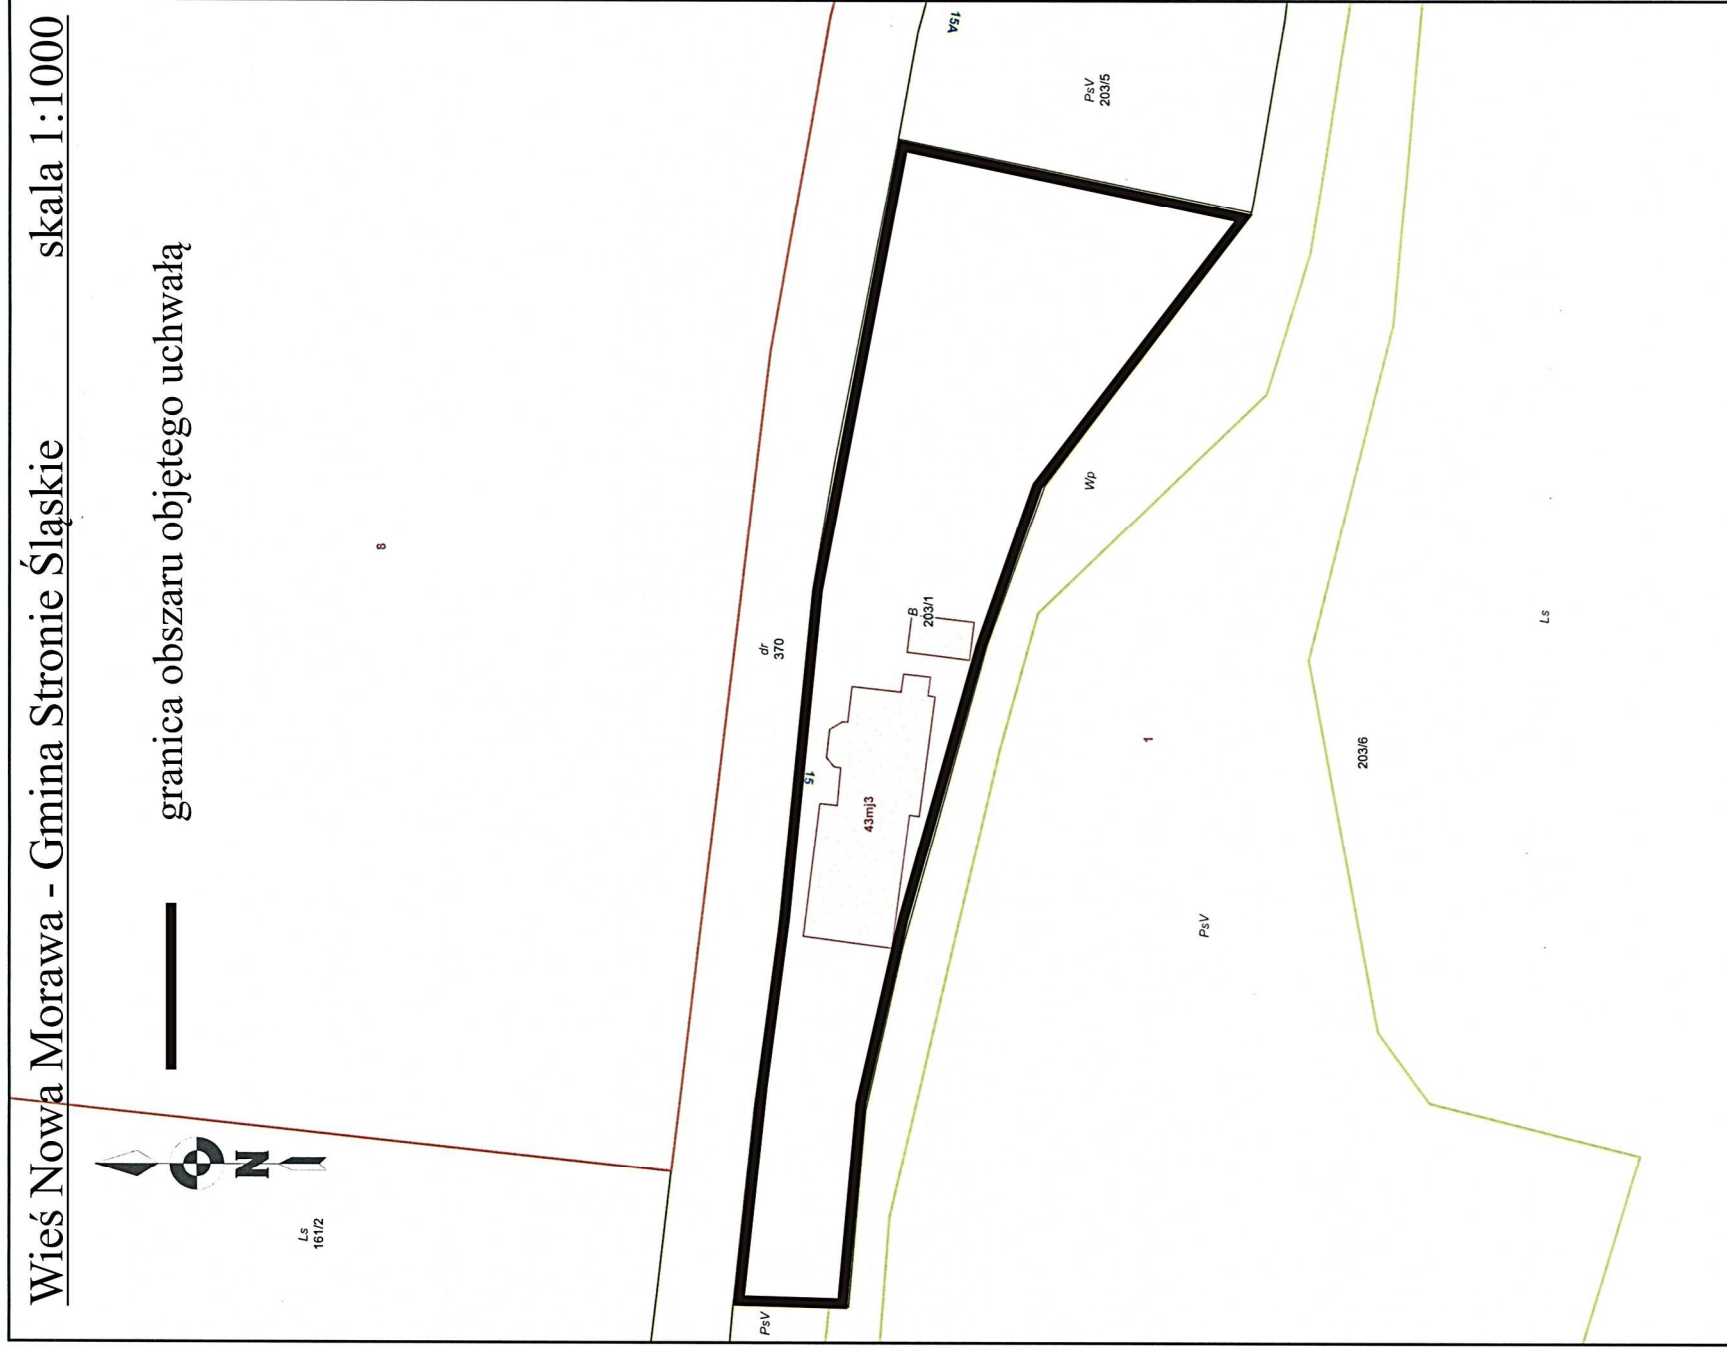 Wieś Nowa Morawa - Gmina Stronie Śląskie skala 1:1000
granica obszaru objętego uchwałą
N
Ls
161/2
8
dr
370
15A
PsV
203/5
15
43mj3
B
203/1
Wp
PsV
1
PsV
203/6
Ls